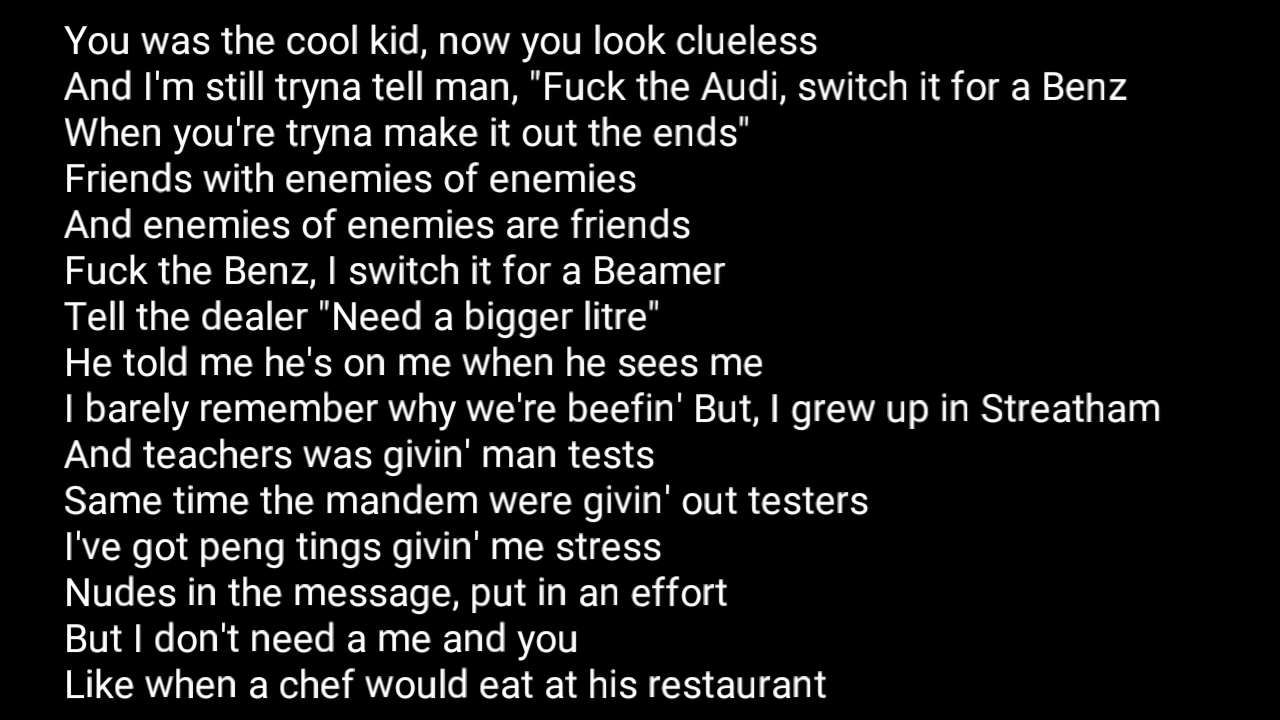 You was the cool kid, now you look clueless
And I'm still tryna tell man, "Fuck the Audi, switch it for a Benz
When you're tryna make it out the ends"
Friends with enemies of enemies
And enemies of enemies are friends
Fuck the Benz, I switch it for a Beamer
Tell the dealer "Need a bigger litre"
He told me he's on me when he sees me
I barely remember why we're beefin' But, I grew up in Streatham
And teachers was givin' man tests
Same time the mandem were givin' out testers
I've got peng tings givin' me stress
Nudes in the message, put in an effort
But I don't need a me and you
Like when a chef would eat at his restaurant